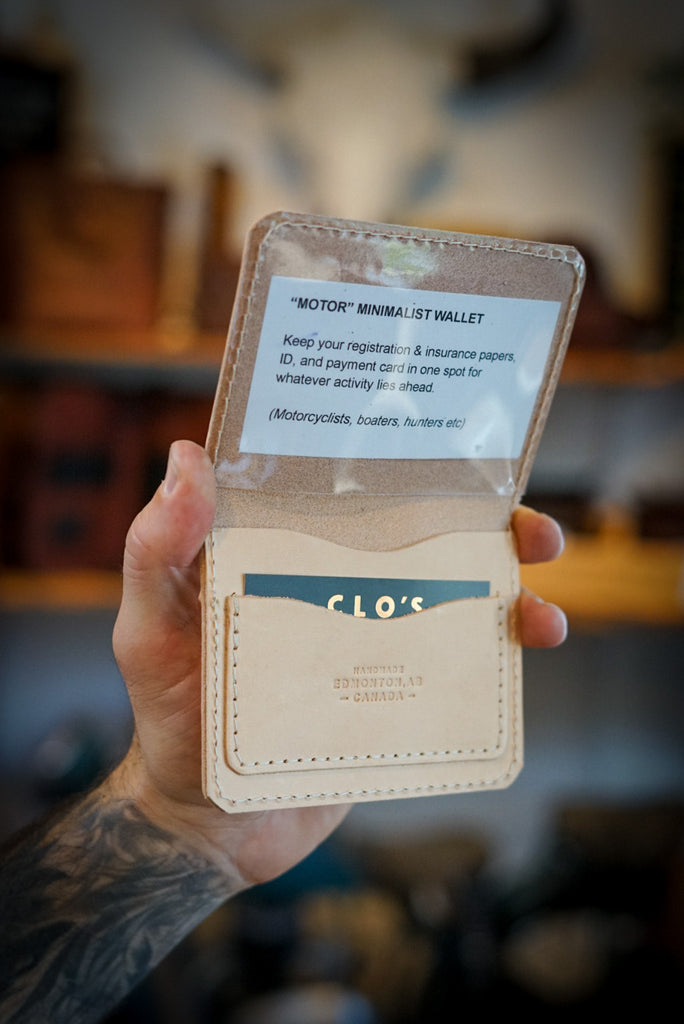 “MOTOR” MINIMALIST WALLET
Keep your registration & insurance papers,
ID, and payment card in one spot for
whatever activity lies ahead.
(Motorcyclists, boaters, hunters etc)
CLO'S
HANDMADE
EDMONTON, AB
CANADA